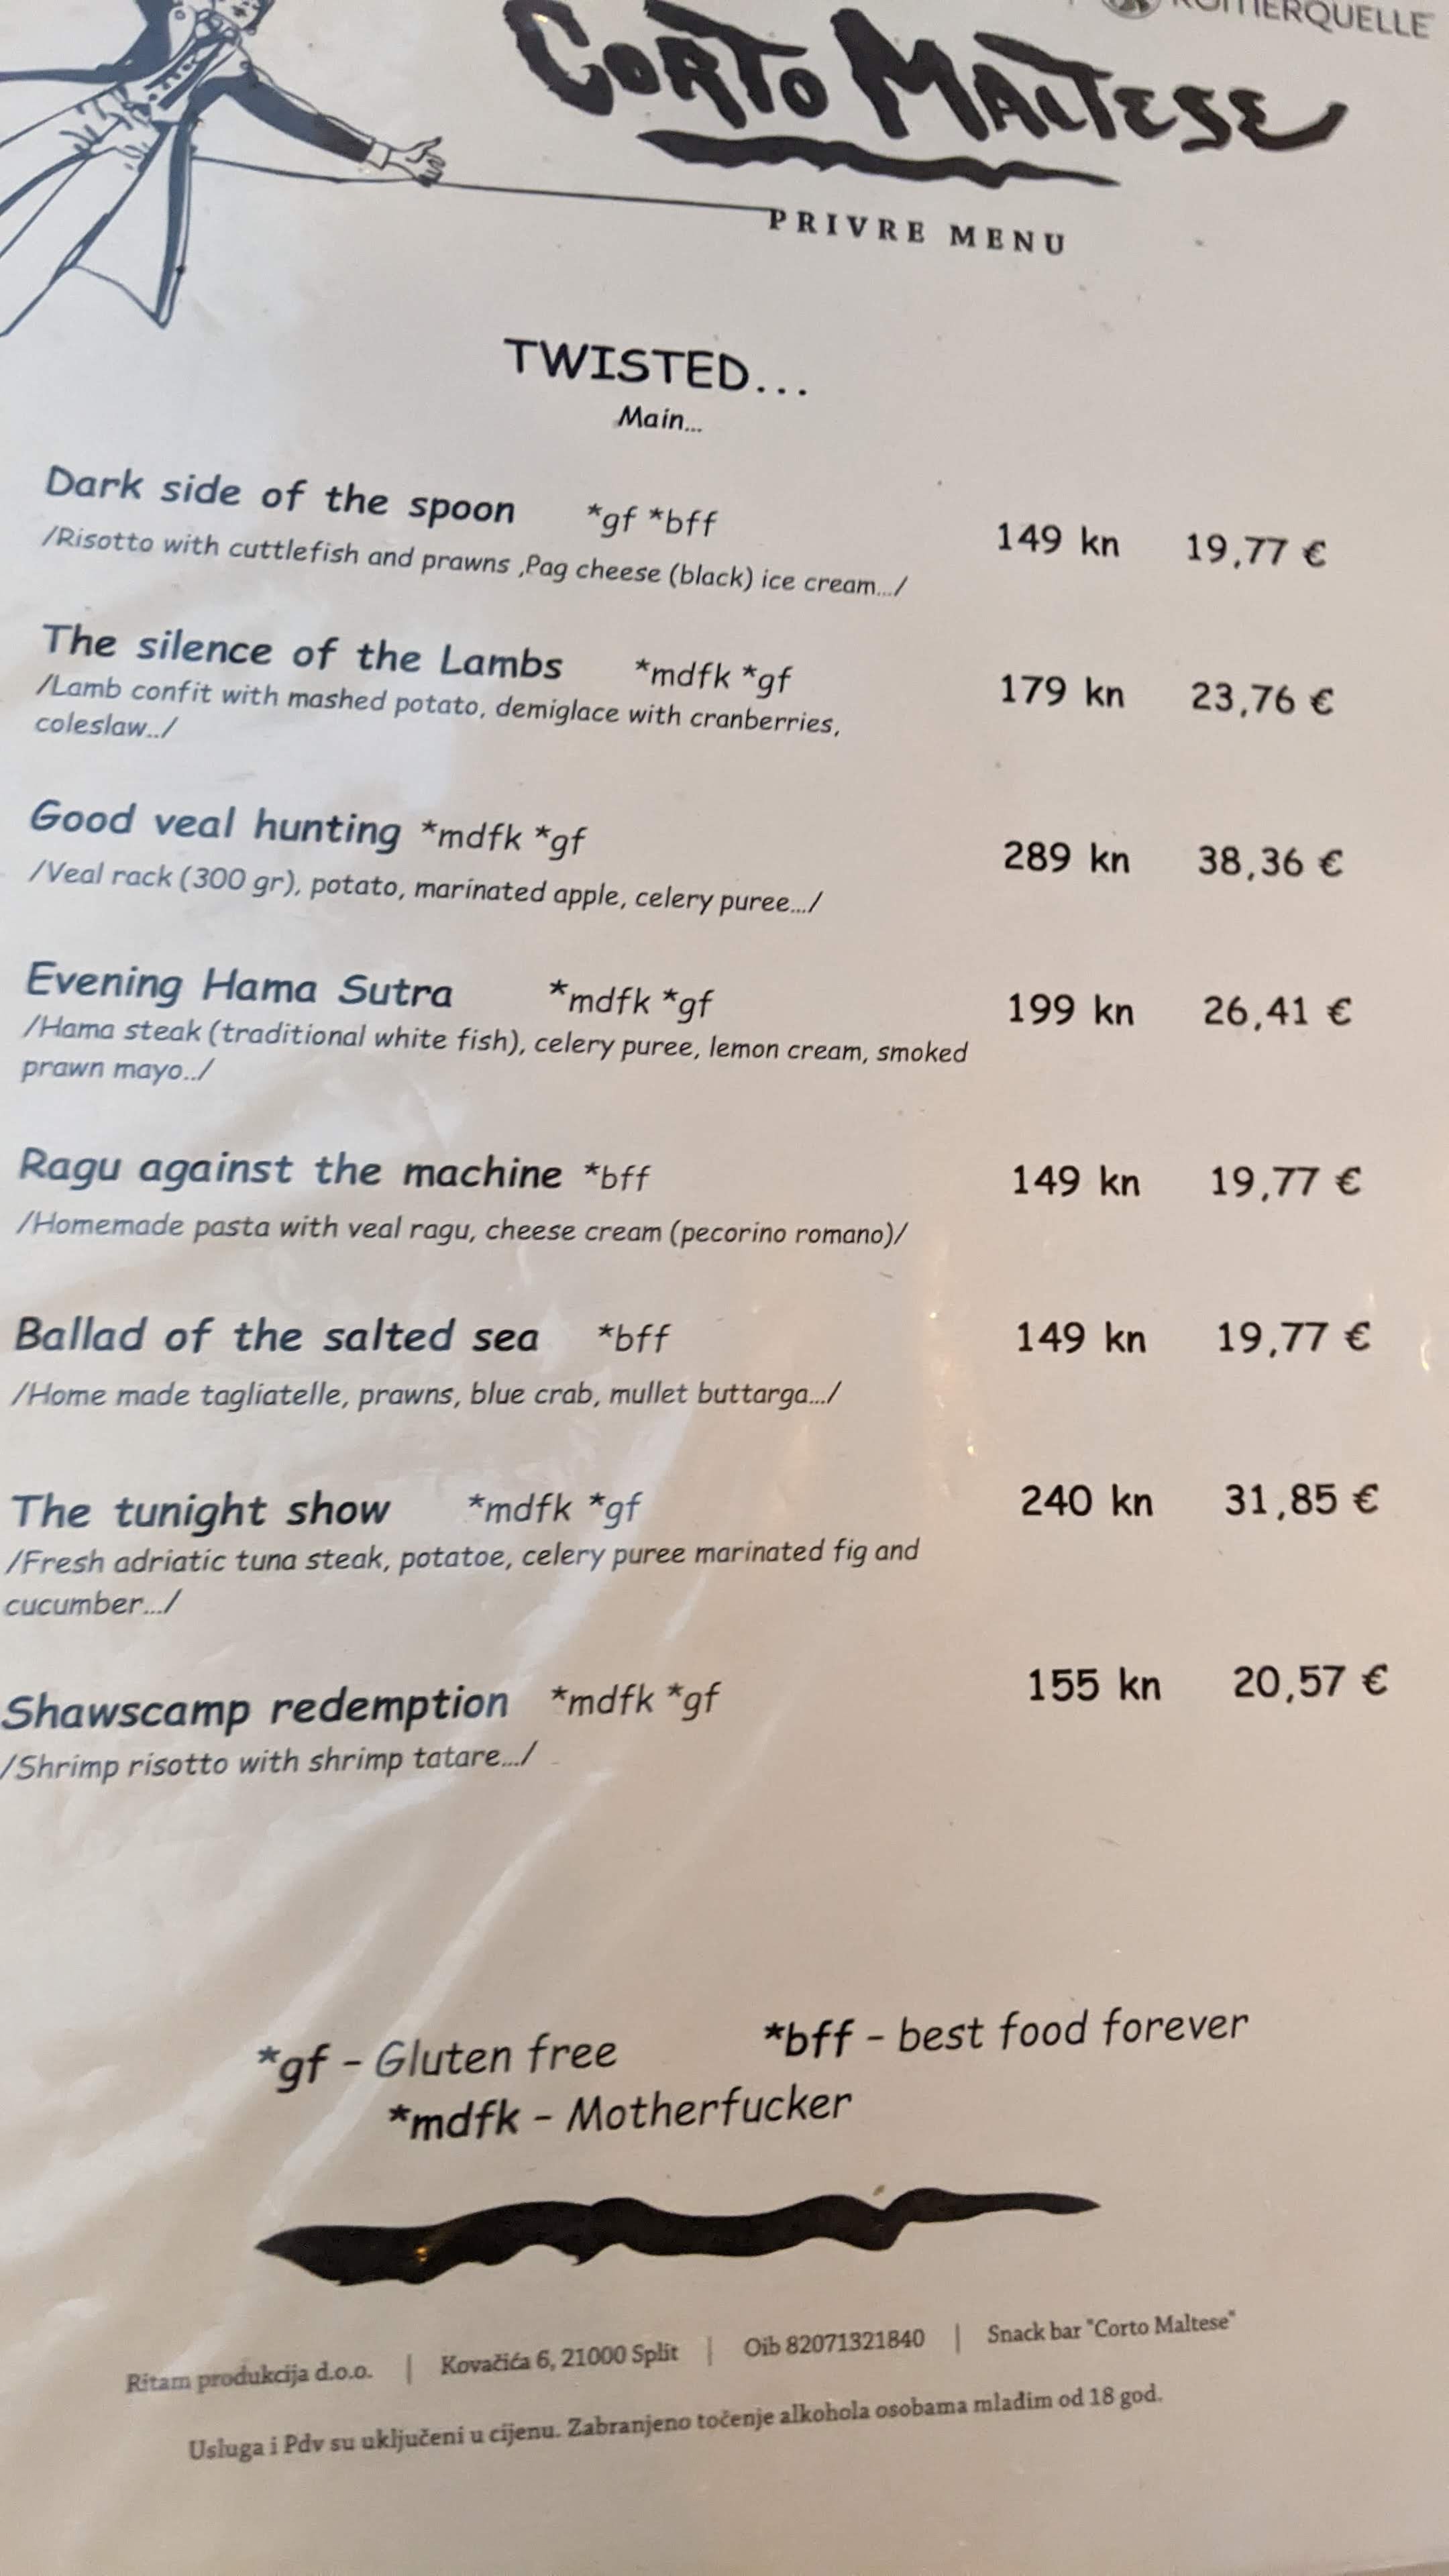 RÖMERQUELLE
CORTO MALTESE
PRIVRE MENU
TWISTED...
Main...
Dark side of the spoon *gf *bff 149 kn 19,77 €
/Risotto with cuttlefish and prawns ,Pag cheese (black) ice cream.../
The silence of the Lambs *mdfk *gf 179 kn 23,76 €
/Lamb confit with mashed potato, demiglace with cranberries,
coleslaw../
Good veal hunting *mdfk *gf 289 kn 38,36 €
/Veal rack (300 gr), potato, marinated apple, celery puree.../
Evening Hama Sutra *mdfk *gf 199 kn 26,41 €
/Hama steak (traditional white fish), celery puree, lemon cream, smoked
prawn mayo../
Ragu against the machine *bff 149 kn 19,77 €
/Homemade pasta with veal ragu, cheese cream (pecorino romano)/
Ballad of the salted sea *bff 149 kn 19,77 €
/Home made tagliatelle, prawns, blue crab, mullet buttarga.../
The tunight show *mdfk *gf 240 kn 31,85 €
/Fresh adriatic tuna steak, potatoe, celery puree marinated fig and
cucumber.../
Shawscamp redemption *mdfk *gf 155 kn 20,57 €
/Shrimp risotto with shrimp tatare.../
*gf - Gluten free *bff - best food forever
*mdfk - Motherfucker
Ritam produkcija d.o.o. | Kovačića 6, 21000 Split | Oib 82071321840 | Snack bar "Corto Maltese"
Usluga i Pdv su uključeni u cijenu. Zabranjeno točenje alkohola osobama mlađim od 18 god.